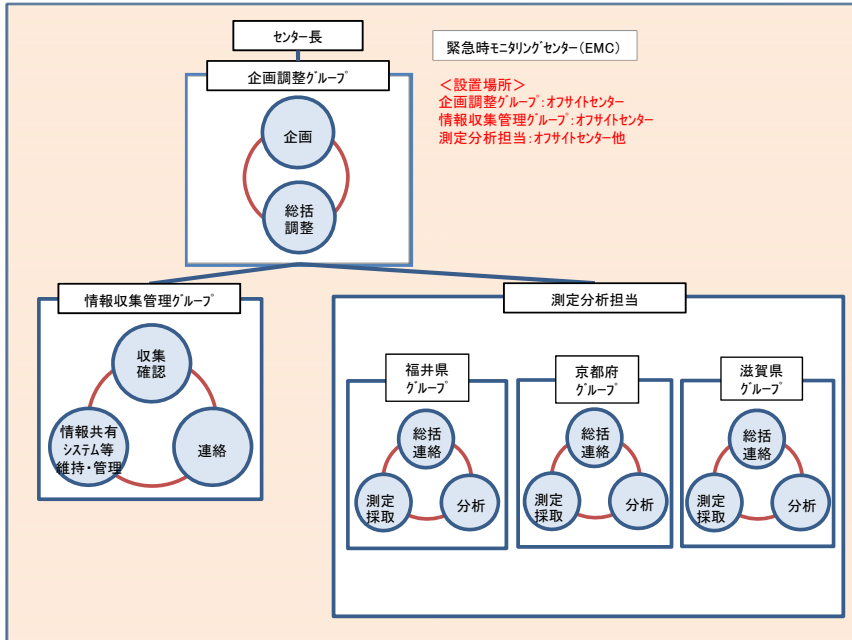 センター長
緊急時モニタリングセンター(EMC)
企画調整グループ
<設置場所>
企画調整グループ:オフサイトセンター
情報収集管理グループ:オフサイトセンター
測定分析担当:オフサイトセンター他
企画
総括
調整
情報収集管理グループ
収集
確認
情報共有
システム等
維持・管理
連絡
測定分析担当
福井県
グループ
総括
連絡
測定
採取
分析
京都府
グループ
総括
連絡
測定
採取
分析
滋賀県
グループ
総括
連絡
測定
採取
分析